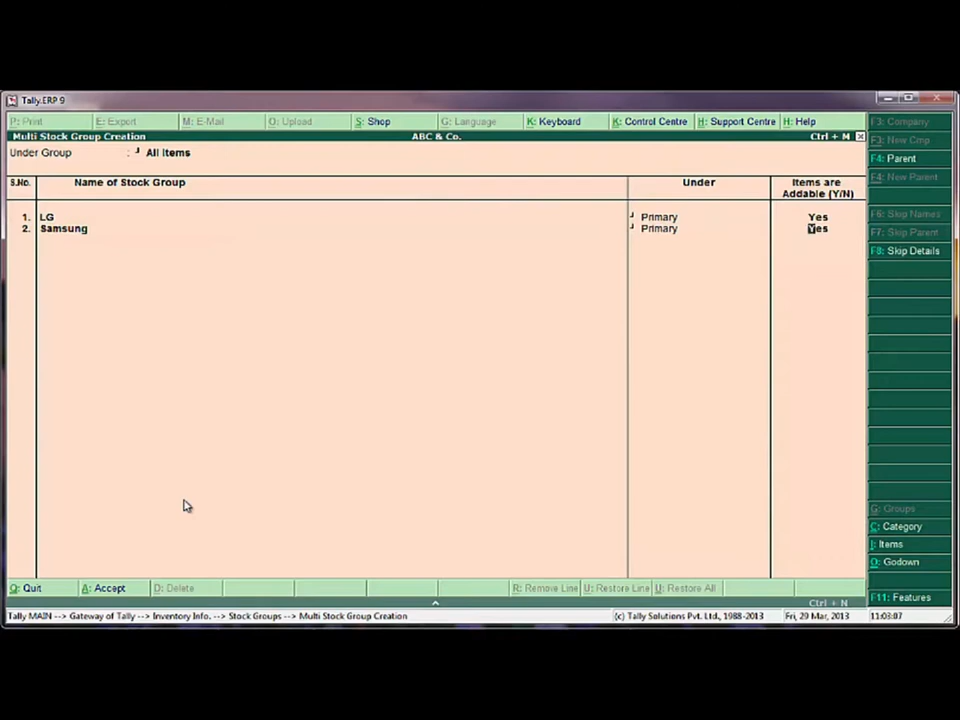 Tally.ERP 9
P: Print E: Export M: E-Mail O: Upload S: Shop G: Language K: Keyboard K: Control Centre H: Support Centre H: Help
Multi Stock Group Creation ABC & Co. Ctrl + M
Under Group : All Items
S.No. Name of Stock Group Under Items are
Addable (Y/N)
1. LG Primary Yes
2. Samsung Primary Yes
F3: Company
F3: New Cmp
F4: Parent
F4: New Parent
F6: Skip Names
F7: Skip Parent
F8: Skip Details
G: Groups
C: Category
I: Items
O: Godown
F11: Features
Q: Quit A: Accept D: Delete R: Remove Line U: Restore Line U: Restore All
Ctrl + N
Tally MAIN --> Gateway of Tally --> Inventory Info. --> Stock Groups --> Multi Stock Group Creation (c) Tally Solutions Pvt. Ltd., 1988-2013 Fri, 29 Mar, 2013 11:03:07